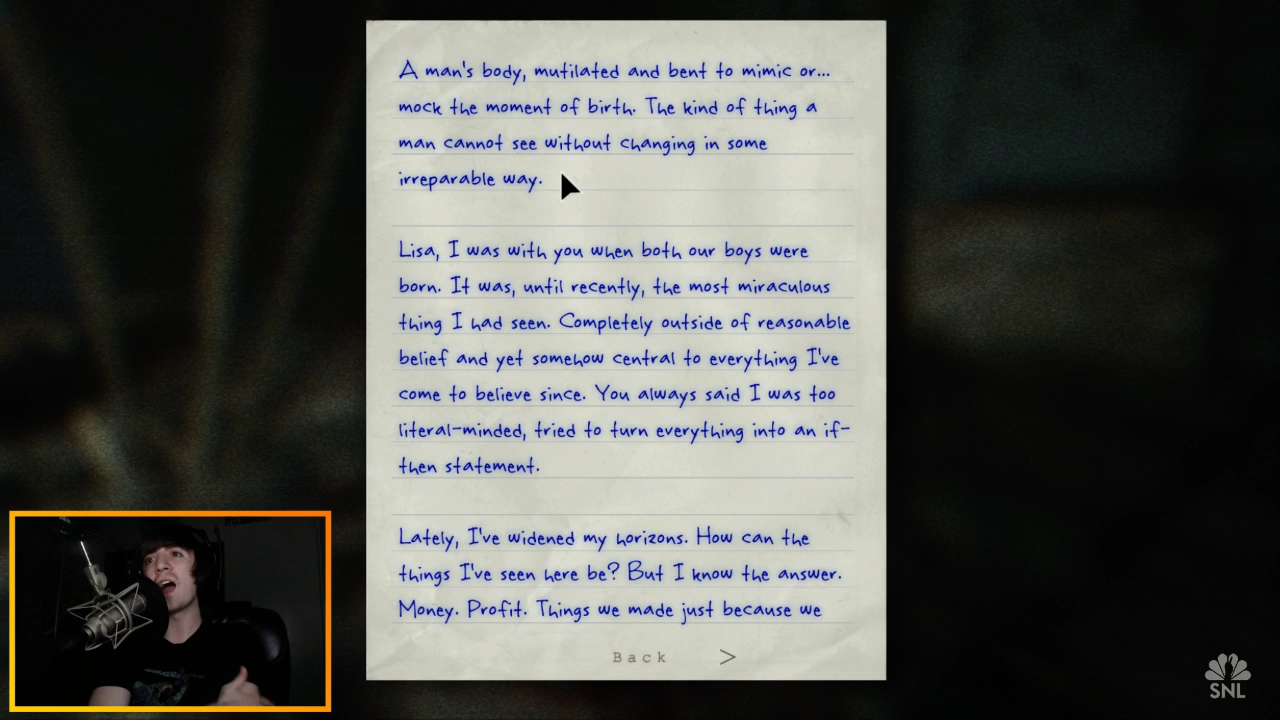 A man's body, mutilated and bent to mimic or...
mock the moment of birth. The kind of thing a
man cannot see without changing in some
irreparable way.
Lisa, I was with you when both our boys were
born. It was, until recently, the most miraculous
thing I had seen. Completely outside of reasonable
belief and yet somehow central to everything I've
come to believe since. You always said I was too
literal-minded, tried to turn everything into an if-
then statement.
Lately, I've widened my horizons. How can the
things I've seen here be? But I know the answer.
Money. Profit. Things we made just because we
Back >
SNL